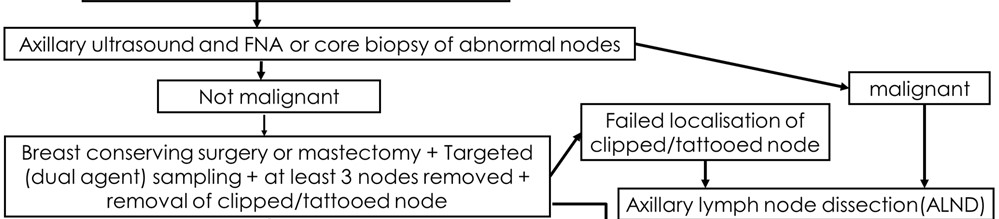 Axillary ultrasound and FNA or core biopsy of abnormal nodes
Not malignant
malignant
Breast conserving surgery or mastectomy + Targeted
(dual agent) sampling + at least 3 nodes removed +
removal of clipped/tattooed node
Failed localisation of
clipped/tattooed node
Axillary lymph node dissection(ALND)